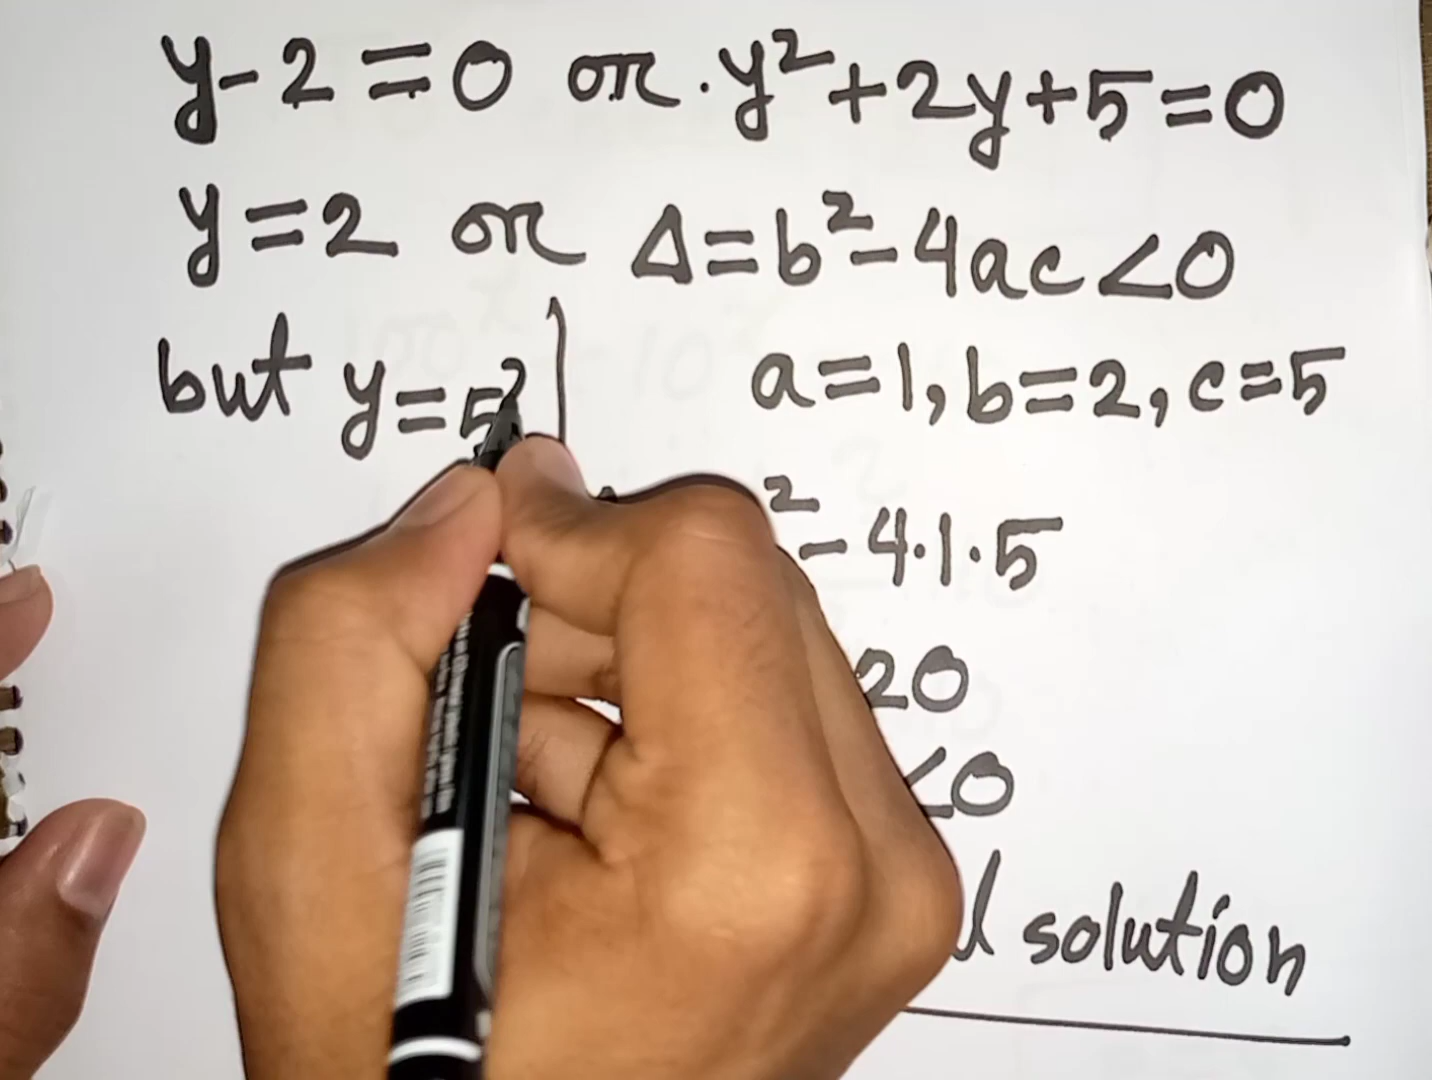 y-2=0 or y²+2y+5=0
y=2 or Δ=b²-4ac<0
but y=5 a=1, b=2, c=5
²-4·1·5
20
<0
l solution